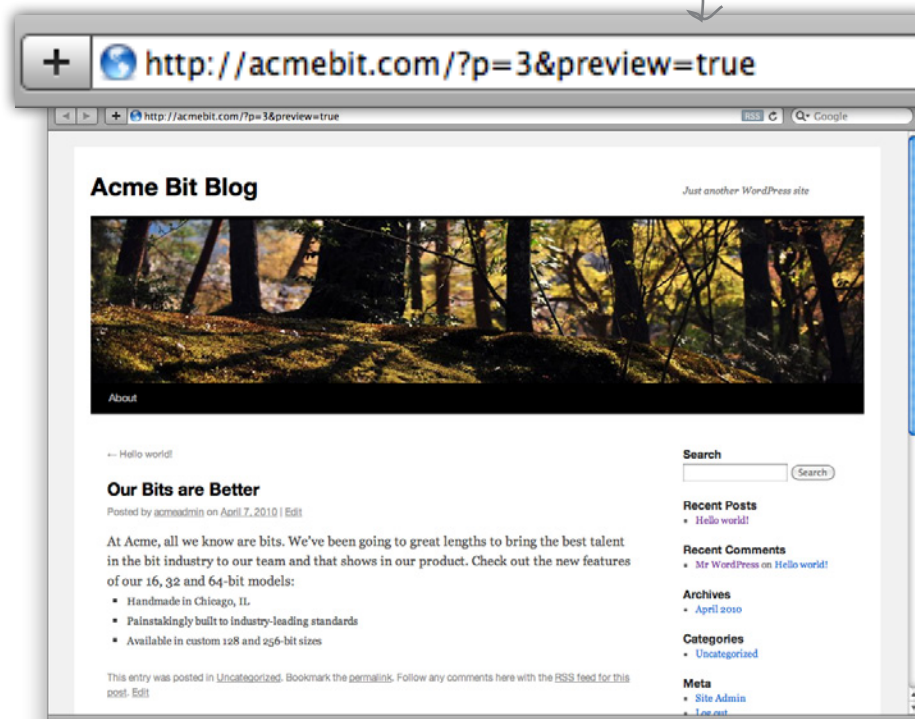 http://acmebit.com/?p=3&preview=true
http://acmebit.com/?p=3&preview=true
RSS
Google
Acme Bit Blog
Just another WordPress site
About
← Hello world!
Our Bits are Better
Posted by acmeadmin on April 7, 2010 | Edit
At Acme, all we know are bits. We've been going to great lengths to bring the best talent
in the bit industry to our team and that shows in our product. Check out the new features
of our 16, 32 and 64-bit models:
Handmade in Chicago, IL
Painstakingly built to industry-leading standards
Available in custom 128 and 256-bit sizes
This entry was posted in Uncategorized. Bookmark the permalink. Follow any comments here with the RSS feed for this
post. Edit
Search
Search
Recent Posts
Hello world!
Recent Comments
Mr WordPress on Hello world!
Archives
April 2010
Categories
Uncategorized
Meta
Site Admin
Log out